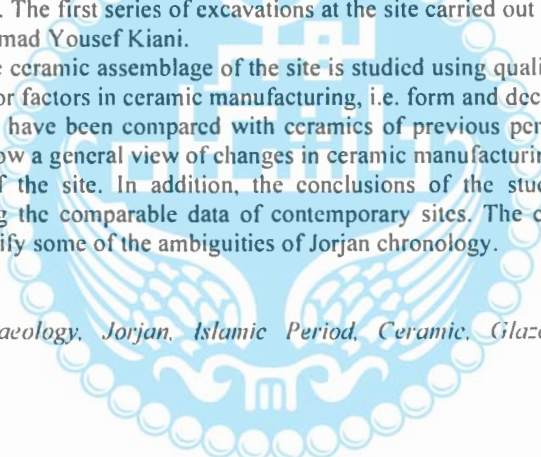 . The first series of excavations at the site carried out
mad Yousef Kiani.
ceramic assemblage of the site is studied using quali
or factors in ceramic manufacturing, i.e. form and dec
have been compared with ceramics of previous per
ow a general view of changes in ceramic manufacturin
f the site. In addition, the conclusions of the stud
g the comparable data of contemporary sites. The c
ify some of the ambiguities of Jorjan chronology.
aeology, Jorjan, Islamic Period, Ceramic, Glaz